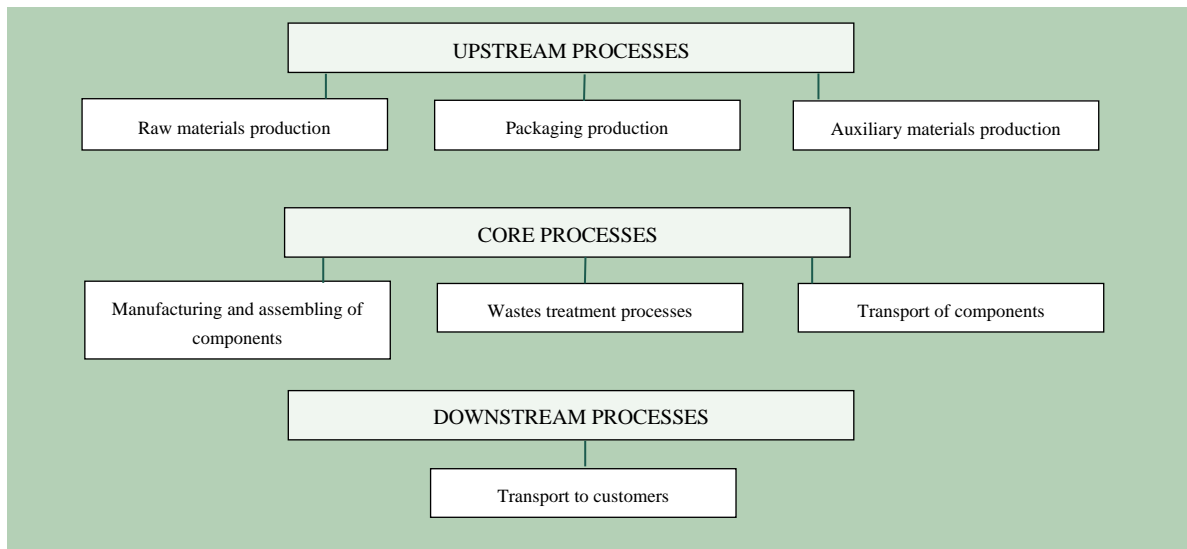 UPSTREAM PROCESSES
Raw materials production
Packaging production
Auxiliary materials production
CORE PROCESSES
Manufacturing and assembling of
components
Wastes treatment processes
Transport of components
DOWNSTREAM PROCESSES
Transport to customers